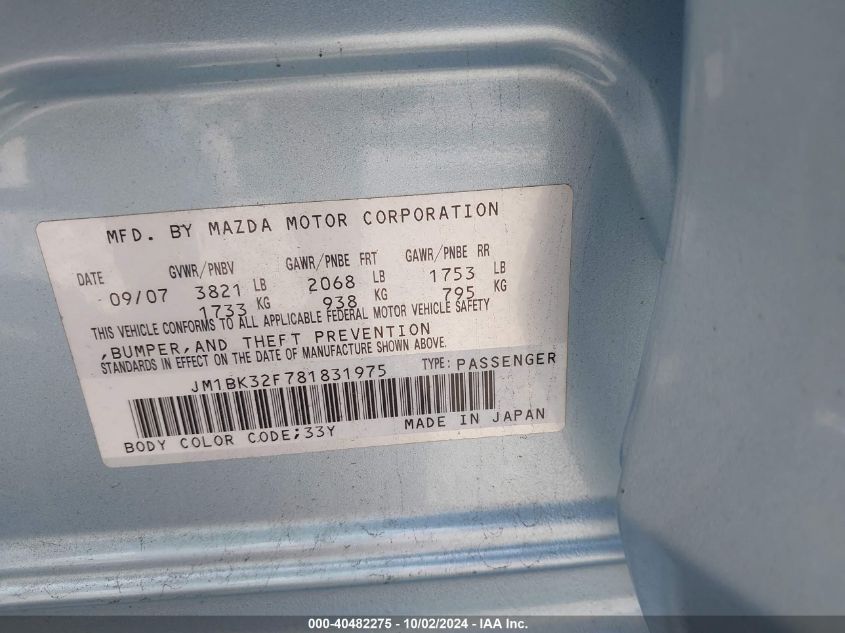 MFD. BY MAZDA MOTOR CORPORATION
DATE GVWR/PNBV GAWR/PNBE FRT GAWR/PNBE RR
09/07 3821 LB 2068 LB 1753 LB
1733 KG 938 KG 795 KG
THIS VEHICLE CONFORMS TO ALL APPLICABLE FEDERAL MOTOR VEHICLE SAFETY
,BUMPER,AND THEFT PREVENTION
STANDARDS IN EFFECT ON THE DATE OF MANUFACTURE SHOWN ABOVE.
JM1BK32F781831975 TYPE: PASSENGER
BODY COLOR CODE;33Y MADE IN JAPAN
000-40482275 - 10/02/2024 - IAA Inc.